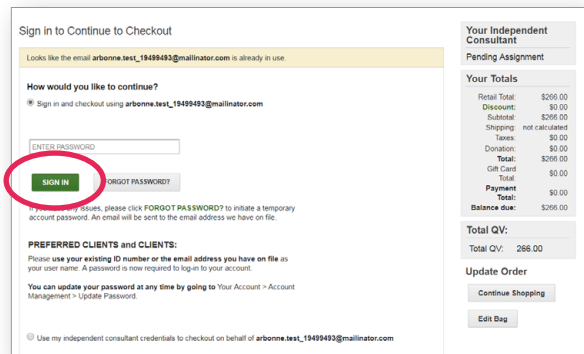 Sign in to Continue to Checkout
Looks like the email arbonne.test_19499493@mailinator.com is already in use.
How would you like to continue?
Sign in and checkout using arbonne.test_19499493@mailinator.com
ENTER PASSWORD
SIGN IN
FORGOT PASSWORD?
any issues, please click FORGOT PASSWORD? to initiate a temporary
account password. An email will be sent to the email address we have on file.
PREFERRED CLIENTS and CLIENTS:
Please use your existing ID number or the email address you have on file as
your user name. A password is now required to log-in to your account.
You can update your password at any time by going to Your Account > Account
Management > Update Password.
Use my independent consultant credentials to checkout on behalf of arbonne.test_19499493@mailinator.com
Your Independent
Consultant
Pending Assignment
Your Totals
Retail Total: $266.00
Discount: $0.00
Subtotal: $266.00
Shipping: not calculated
Taxes: $0.00
Donation: $0.00
Total: $266.00
Gift Card
Total: $0.00
Payment
Total: $0.00
Balance due: $266.00
Total QV:
Total QV: 266.00
Update Order
Continue Shopping
Edit Bag